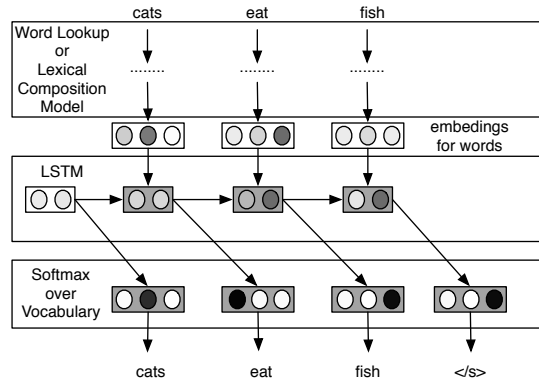 cats eat fish
Word Lookup
or
Lexical
Composition
Model
embedings
for words
LSTM
Softmax
over
Vocabulary
cats eat fish </s>